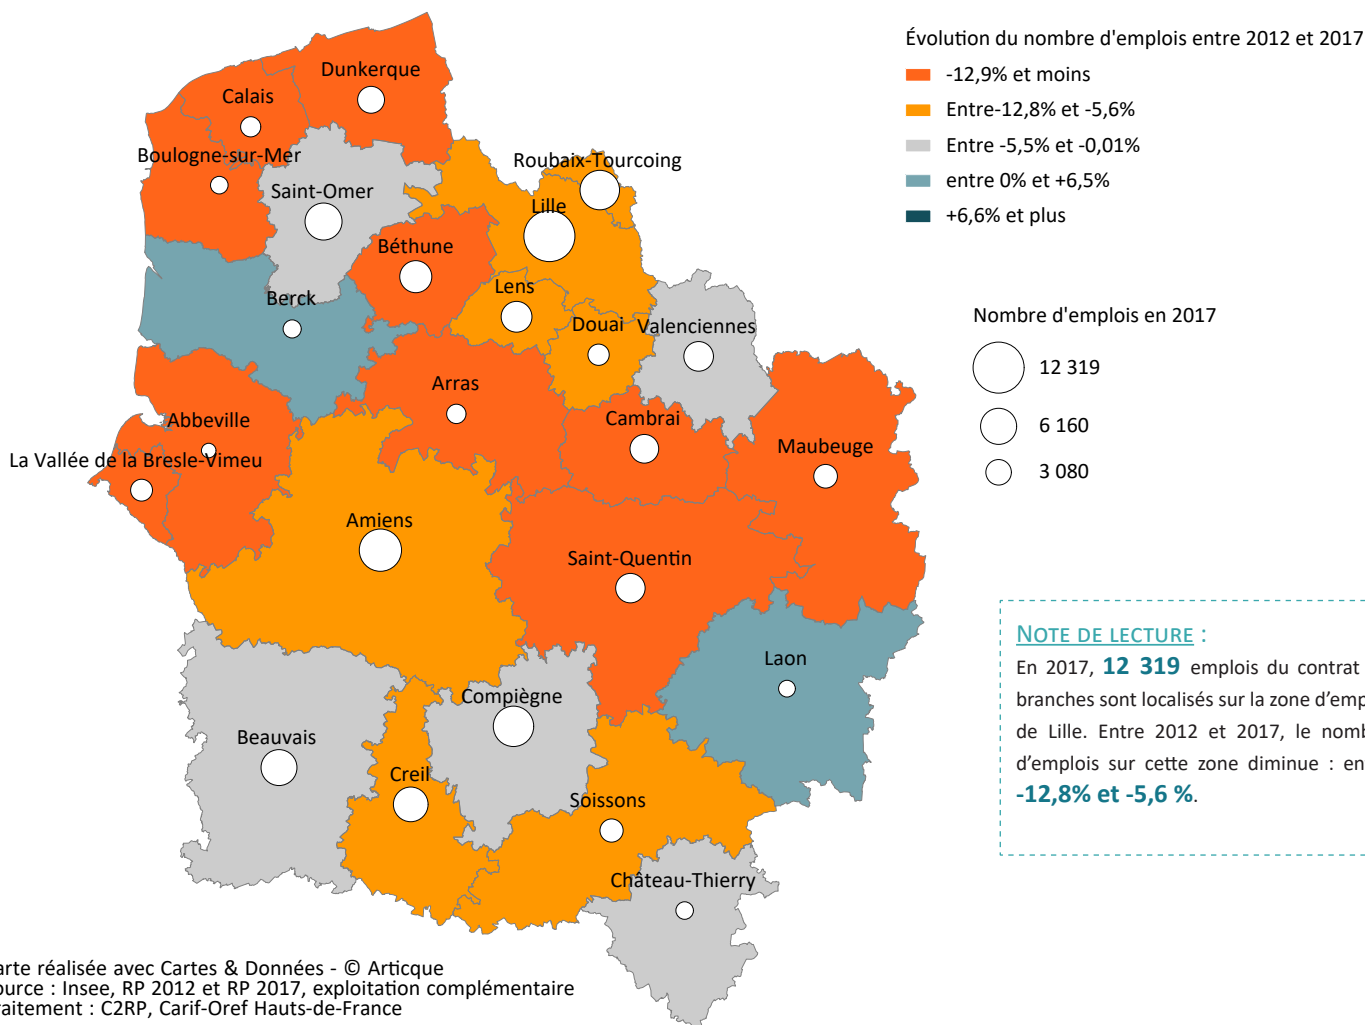 Évolution du nombre d'emplois entre 2012 et 2017
-12,9% et moins
Entre-12,8% et -5,6%
Entre -5,5% et -0,01%
entre 0% et +6,5%
+6,6% et plus
Nombre d'emplois en 2017
12 319
6 160
3 080
Dunkerque
Calais
Boulogne-sur-Mer
Roubaix-Tourcoing
Saint-Omer
Lille
Béthune
Lens
Berck
Douai
Valenciennes
Arras
Abbeville
Cambrai
Maubeuge
La Vallée de la Bresle-Vimeu
Amiens
Saint-Quentin
Laon
Compiègne
Beauvais
Creil
Soissons
Château-Thierry
NOTE DE LECTURE :
En 2017, 12 319 emplois du contrat
branches sont localisés sur la zone d'emp
de Lille. Entre 2012 et 2017, le nomb
d'emplois sur cette zone diminue : en
-12,8% et -5,6 %.
arte réalisée avec Cartes & Données - © Articque
ource : Insee, RP 2012 et RP 2017, exploitation complémentaire
raitement : C2RP, Carif-Oref Hauts-de-France